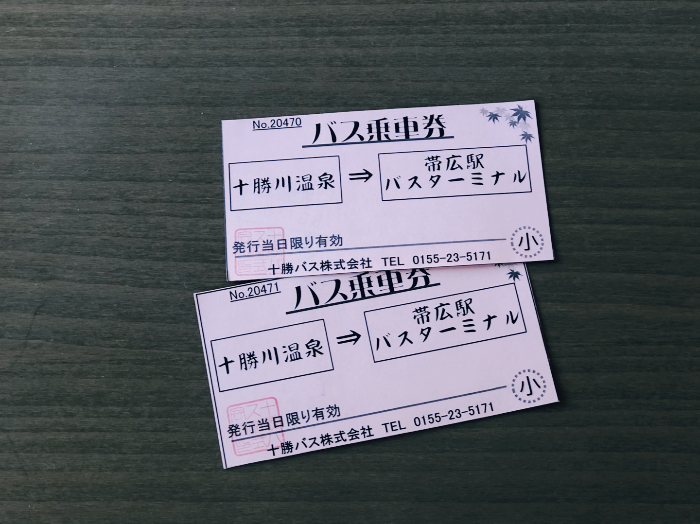 No.20470
バス乗車券
十勝川温泉 ⇒ 帯広駅
バスターミナル
発行当日限り有効
小
十勝バス株式会社 TEL 0155-23-5171
No.20471
バス乗車券
十勝川温泉 ⇒ 帯広駅
バスターミナル
発行当日限り有効
小
十勝バス株式会社 TEL 0155-23-5171